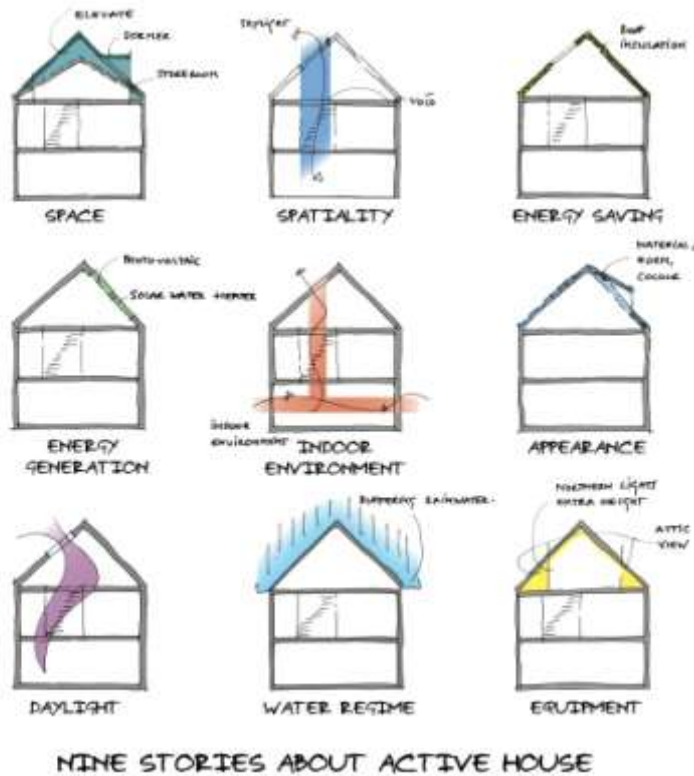 ELEVATE
DORMER
STOREROOM
SPACE
SKYLIGHT
VOID
SPATIALITY
ROOF
INSULATION
ENERGY SAVING
PHOTO-VOLTAIC
SOLAR WATER HEATER
ENERGY
GENERATION
INDOOR
ENVIRONMENT
INDOOR
ENVIRONMENT
MATERIAL,
FORM,
COLOUR
APPEARANCE
DAYLIGHT
BUFFERING RAINWATER
WATER REGIME
NORTHERN LIGHTS
EXTRA HEIGHT
ATTIC
VIEW
EQUIPMENT
NINE STORIES ABOUT ACTIVE HOUSE